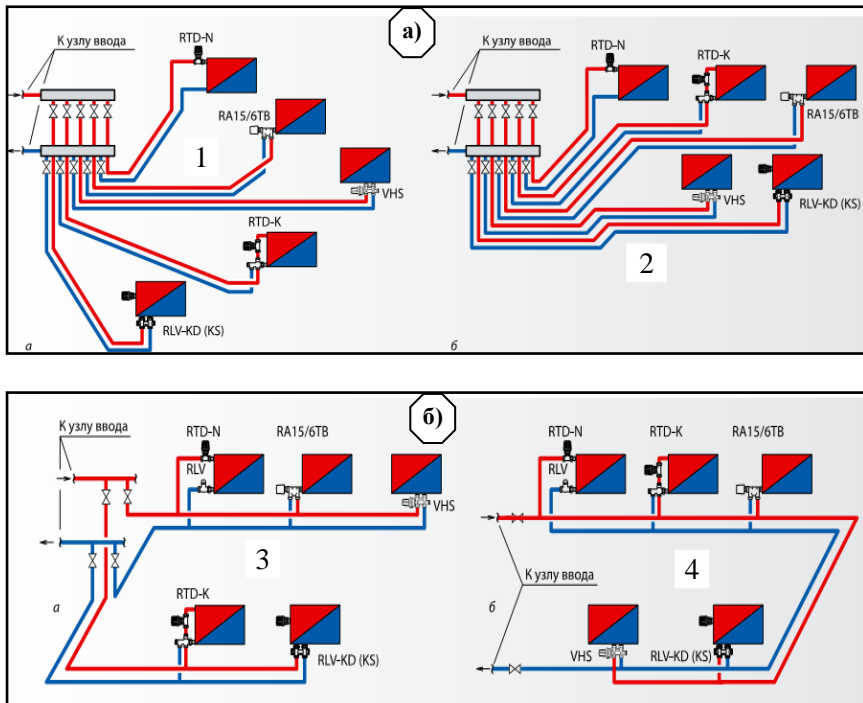 а)
К узлу ввода
RTD-N
RA15/6TB
1
VHS
RTD-K
RLV-KD (KS)
а
К узлу ввода
RTD-N
RTD-K
RA15/6TB
VHS
RLV-KD (KS)
2
б
б)
К узлу ввода
RTD-N
RLV
RA15/6TB
VHS
3
а
RTD-K
RLV-KD (KS)
RTD-N
RLV
RTD-K
RA15/6TB
К узлу ввода
4
б
VHS
RLV-KD (KS)